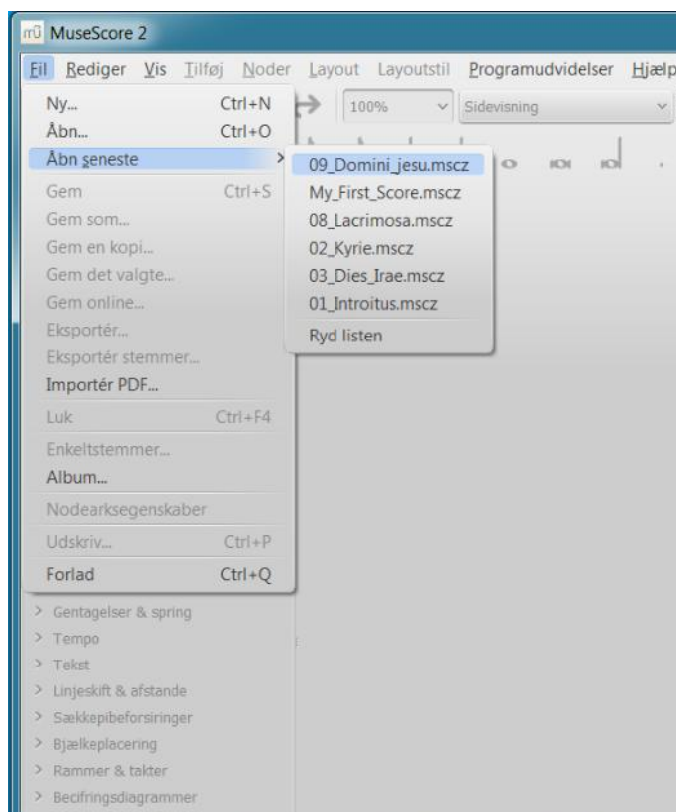 MuseScore 2
Fil Rediger Vis Tilføj Noder Layout Layoutstil Programudvidelser Hjælp
100% Sidevisning
Ny... Ctrl+N
Åbn... Ctrl+O
Åbn seneste
Gem Ctrl+S
Gem som...
Gem en kopi...
Gem det valgte...
Gem online...
Eksportér...
Eksportér stemmer...
Importér PDF...
Luk Ctrl+F4
Enkeltstemmer...
Album...
Nodearksegenskaber
Udskriv... Ctrl+P
Forlad Ctrl+Q
09_Domini_jesu.mscz
My_First_Score.mscz
08_Lacrimosa.mscz
02_Kyrie.mscz
03_Dies_Irae.mscz
01_Introitus.mscz
Ryd listen
Gentagelser & spring
Tempo
Tekst
Linjeskift & afstande
Sækkepibeforsiringer
Bjælkeplacering
Rammer & takter
Becifringsdiagrammer